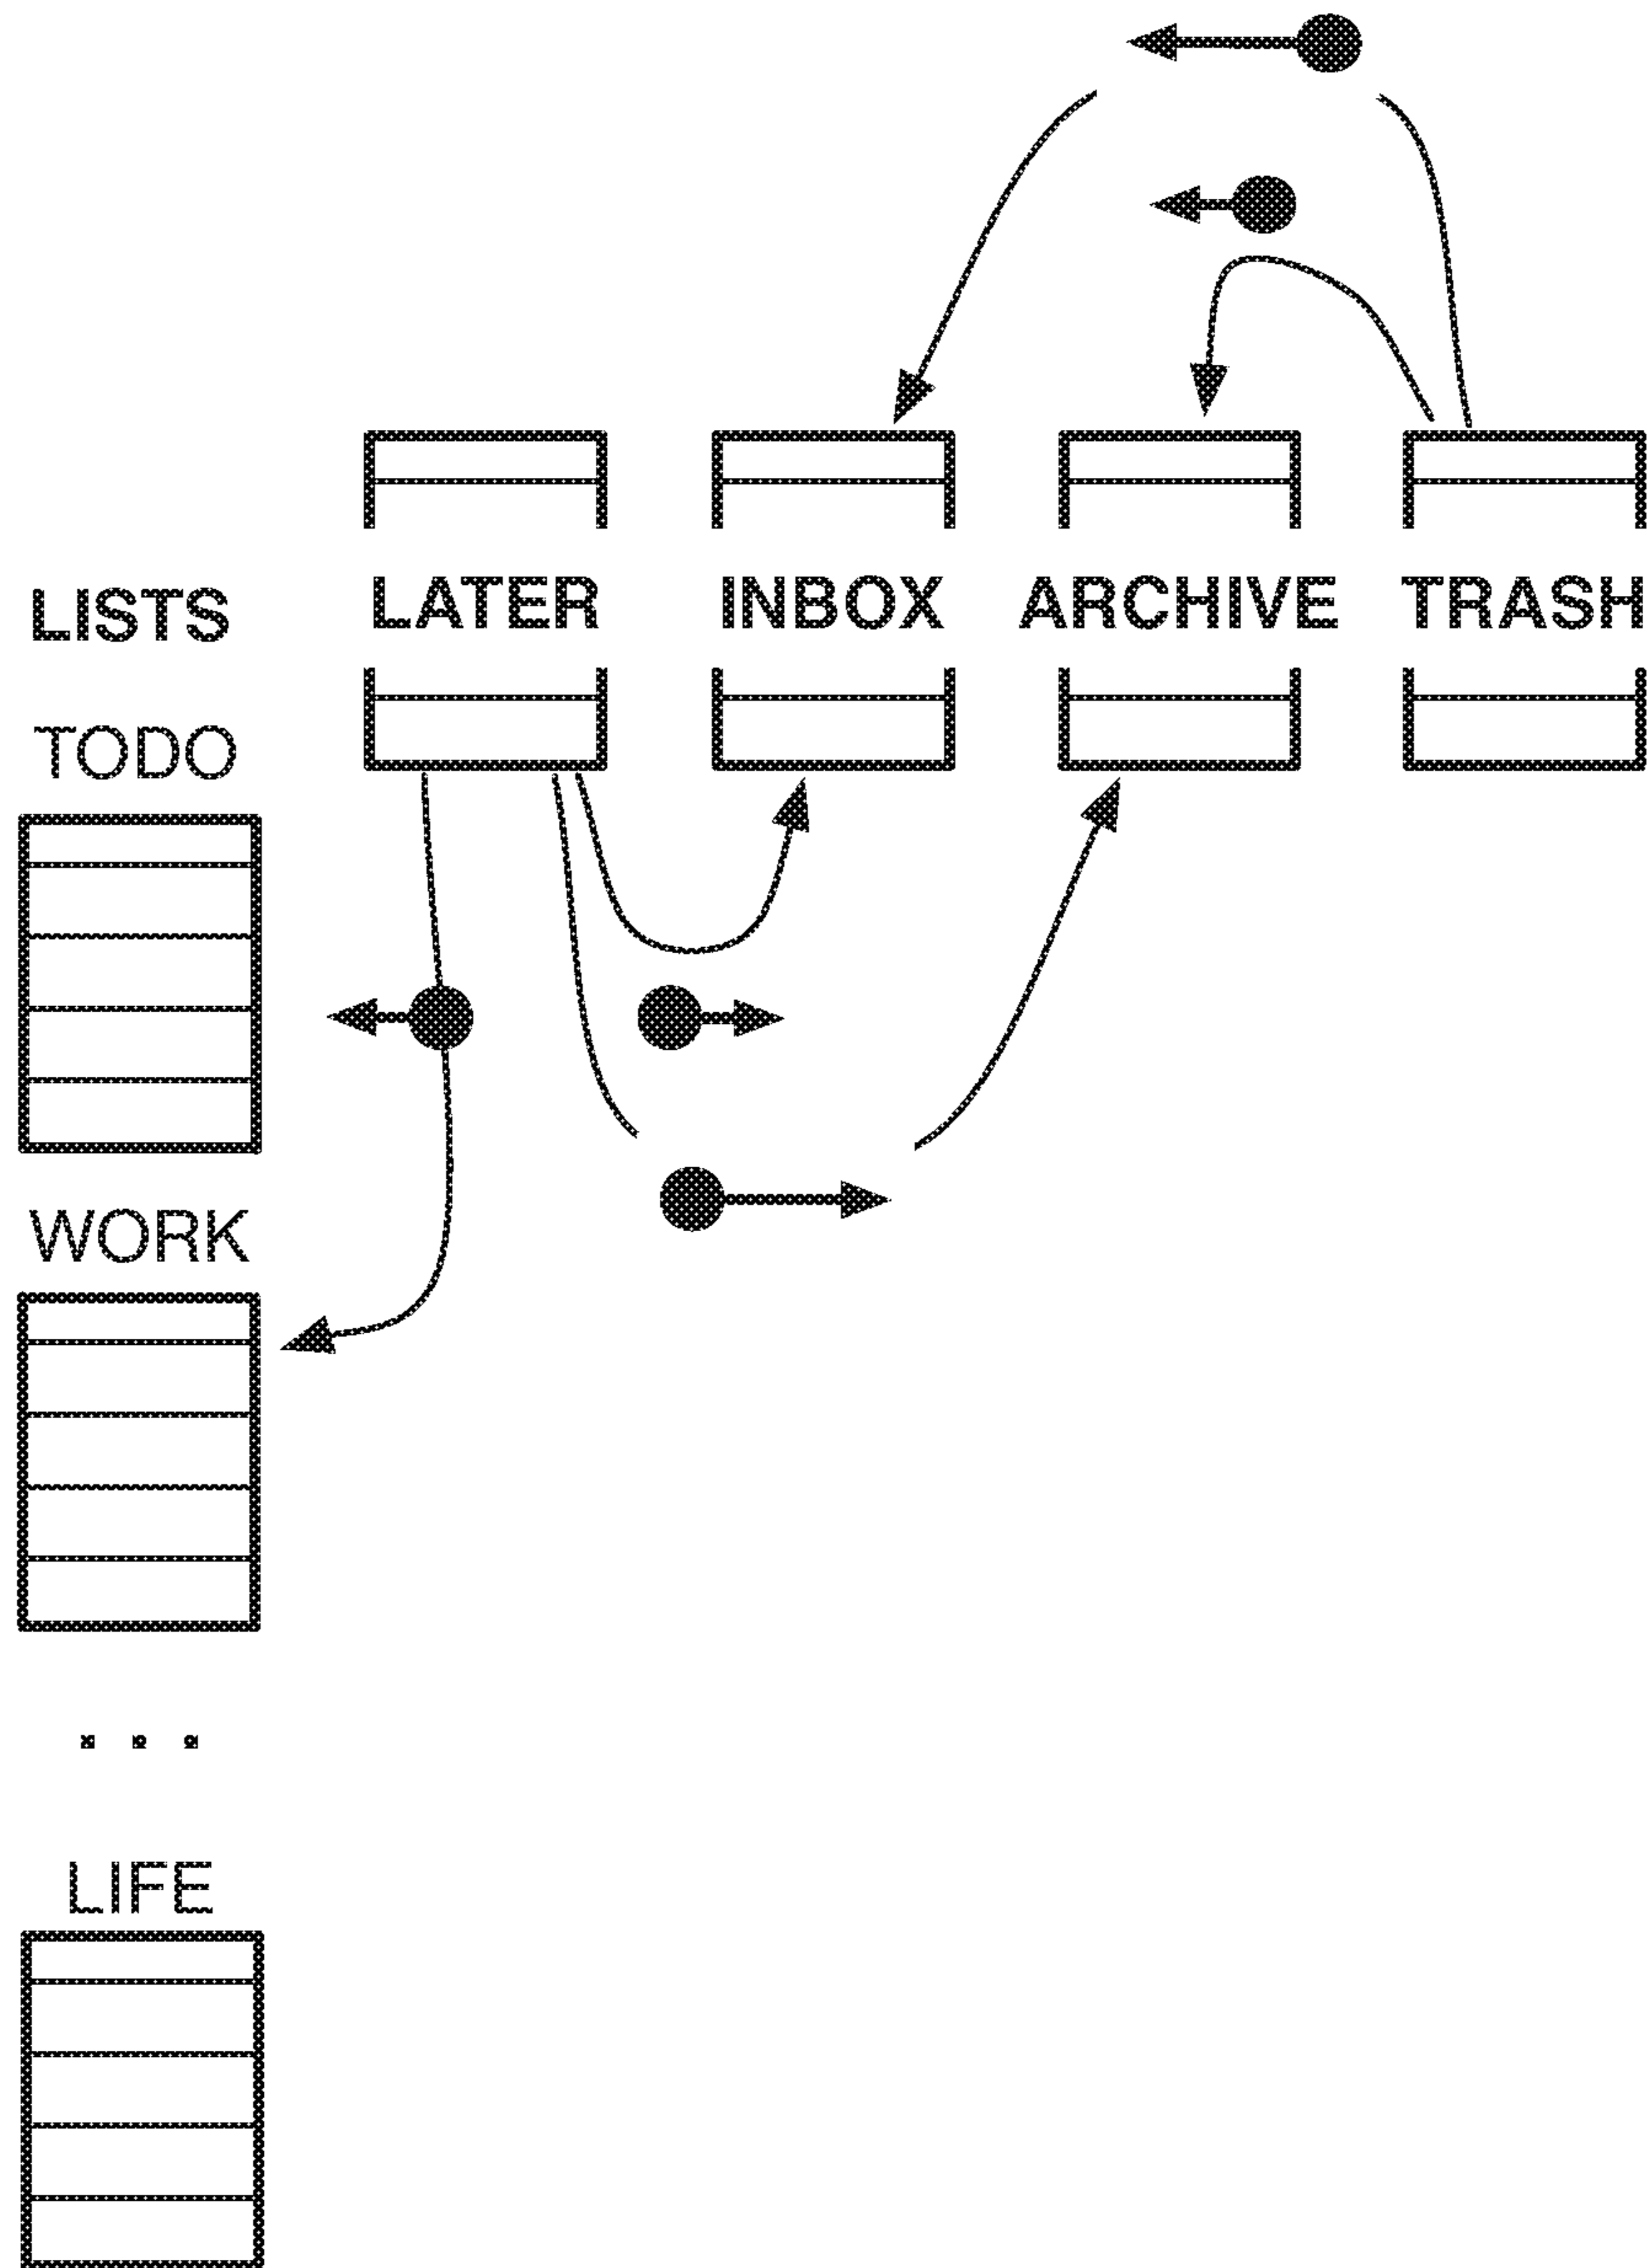 LISTS LATER INBOX ARCHIVE TRASH
TODO
WORK
...
LIFE